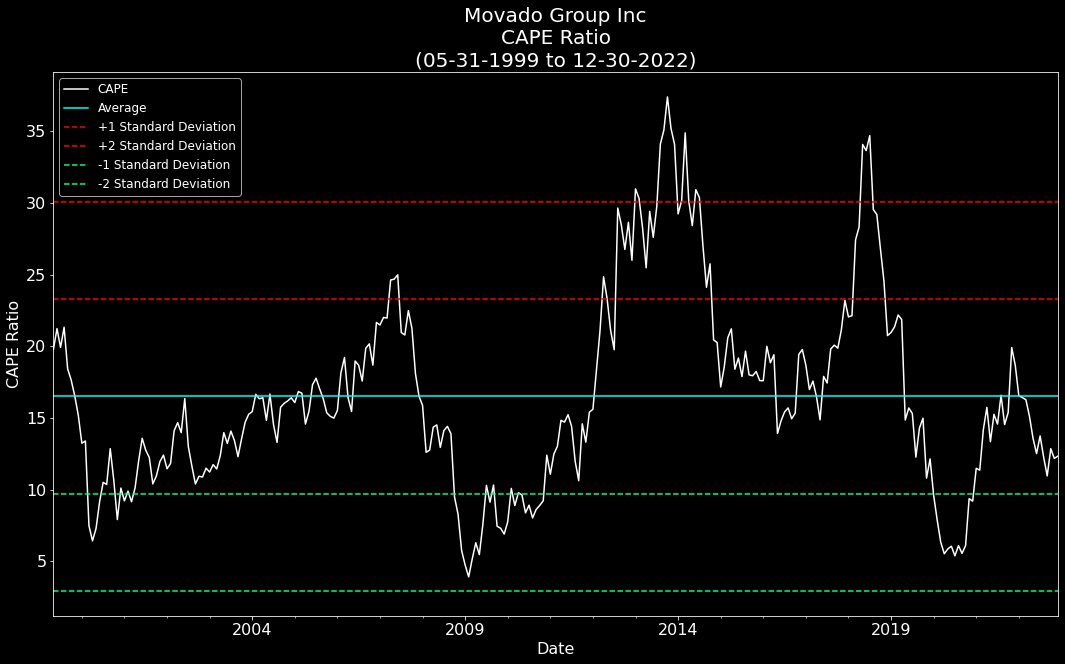 Movado Group Inc
CAPE Ratio
(05-31-1999 to 12-30-2022)
CAPE
Average
+1 Standard Deviation
+2 Standard Deviation
-1 Standard Deviation
-2 Standard Deviation
CAPE Ratio
35
30
25
20
15
10
5
2004
2009
2014
2019
Date